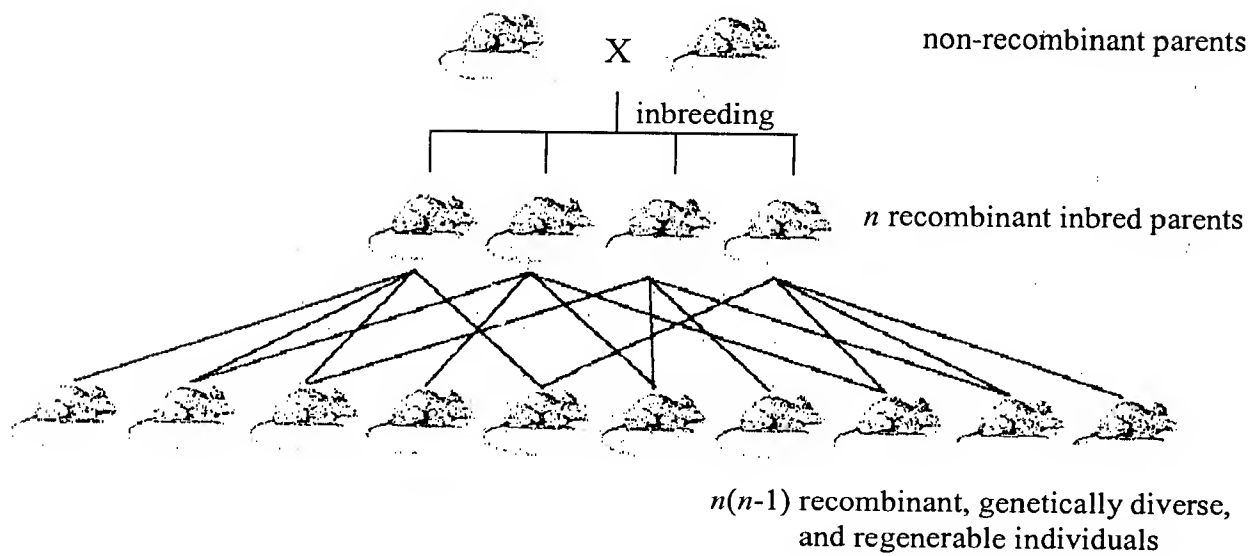 non-recombinant parents
X
inbreeding
n recombinant inbred parents
n(n-1) recombinant, genetically diverse,
and regenerable individuals